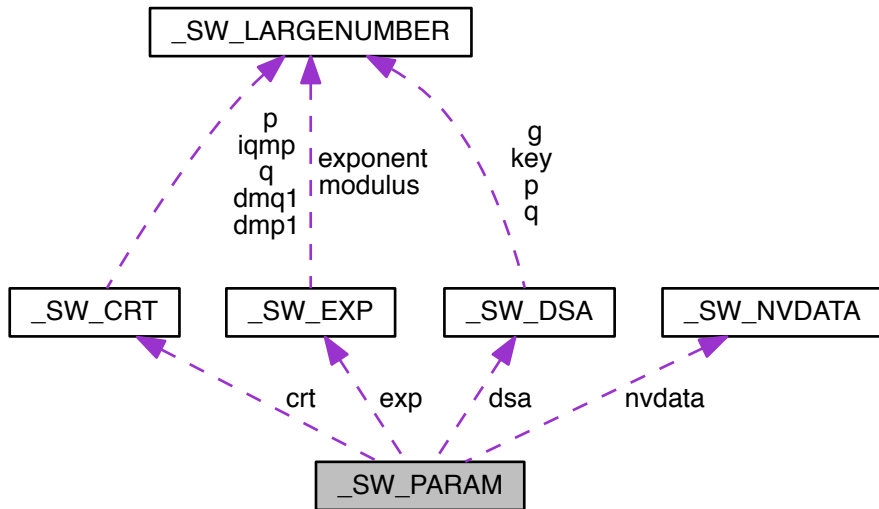 _SW_LARGENUMBER
p
iqmp
q
dmq1
dmp1
exponent
modulus
g
key
p
q
_SW_CRT
_SW_EXP
_SW_DSA
_SW_NVDATA
crt
exp
dsa
nvdata
_SW_PARAM